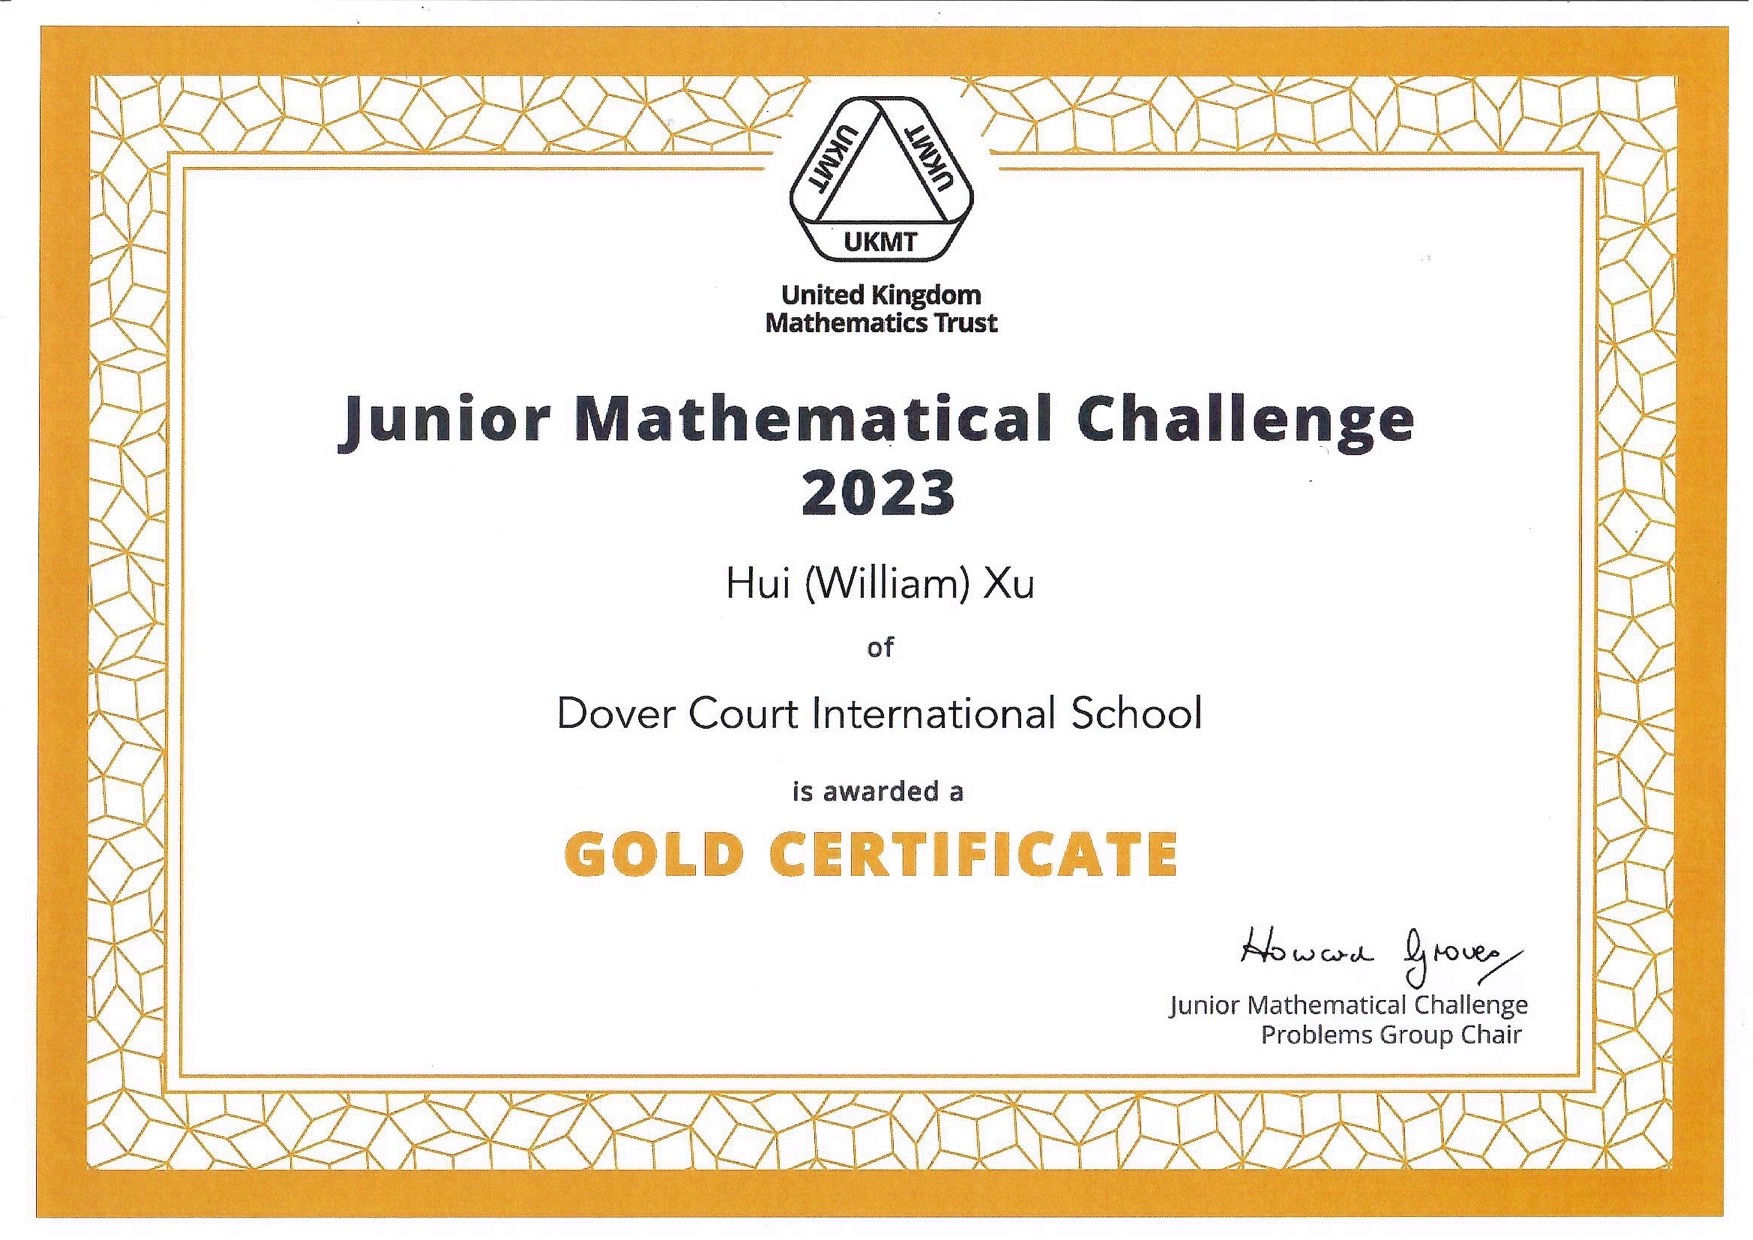 UKMT
UKMT
UKMT
United Kingdom
Mathematics Trust
Junior Mathematical Challenge
2023
Hui (William) Xu
of
Dover Court International School
is awarded a
GOLD CERTIFICATE
Howard Groves
Junior Mathematical Challenge
Problems Group Chair